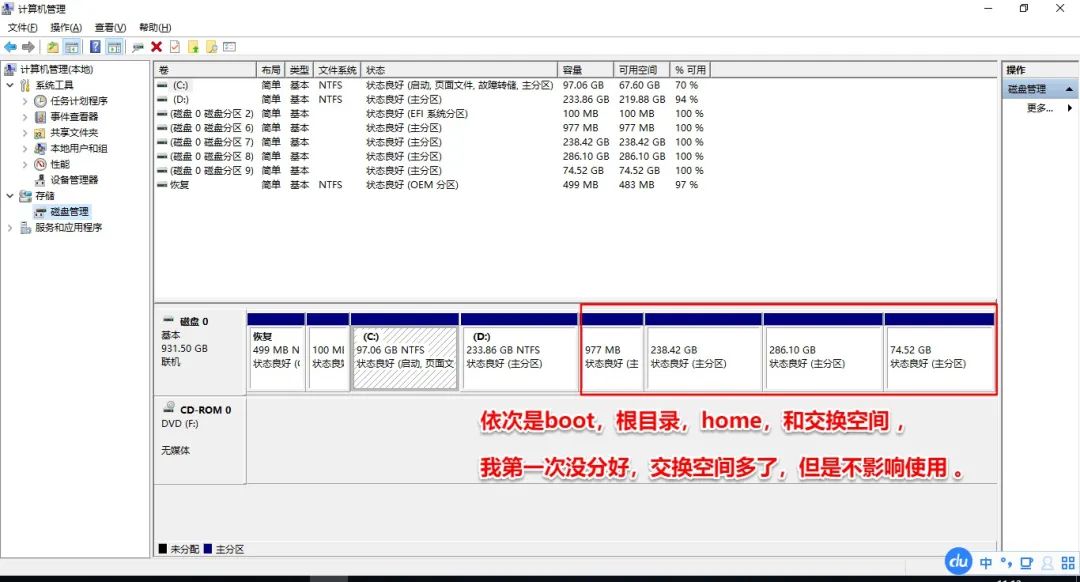 计算机管理
文件(F) 操作(A) 查看(V) 帮助(H)
计算机管理(本地)
系统工具
任务计划程序
事件查看器
共享文件夹
本地用户和组
性能
设备管理器
存储
磁盘管理
服务和应用程序
卷 布局 类型 文件系统 状态 容量 可用空间 % 可用
(C:) 简单 基本 NTFS 状态良好 (启动, 页面文件, 故障转储, 主分区) 97.06 GB 67.60 GB 70 %
(D:) 简单 基本 NTFS 状态良好 (主分区) 233.86 GB 219.88 GB 94 %
(磁盘 0 磁盘分区 2) 简单 基本 状态良好 (EFI 系统分区) 100 MB 100 MB 100 %
(磁盘 0 磁盘分区 6) 简单 基本 状态良好 (主分区) 977 MB 977 MB 100 %
(磁盘 0 磁盘分区 7) 简单 基本 状态良好 (主分区) 238.42 GB 238.42 GB 100 %
(磁盘 0 磁盘分区 8) 简单 基本 状态良好 (主分区) 286.10 GB 286.10 GB 100 %
(磁盘 0 磁盘分区 9) 简单 基本 状态良好 (主分区) 74.52 GB 74.52 GB 100 %
恢复 简单 基本 NTFS 状态良好 (OEM 分区) 499 MB 483 MB 97 %
操作
磁盘管理
更多...
磁盘 0
基本
931.50 GB
联机
恢复
499 MB N
状态良好 (
100 MI
状态良
(C:)
97.06 GB NTFS
状态良好 (启动, 页面文
(D:)
233.86 GB NTFS
状态良好 (主分区)
977 MB
状态良好 (主
238.42 GB
状态良好 (主分区)
286.10 GB
状态良好 (主分区)
74.52 GB
状态良好 (主分区)
CD-ROM 0
DVD (F:)
无媒体
依次是boot，根目录，home，和交换空间，
我第一次没分好，交换空间多了，但是不影响使用 。
未分配 主分区
du 中